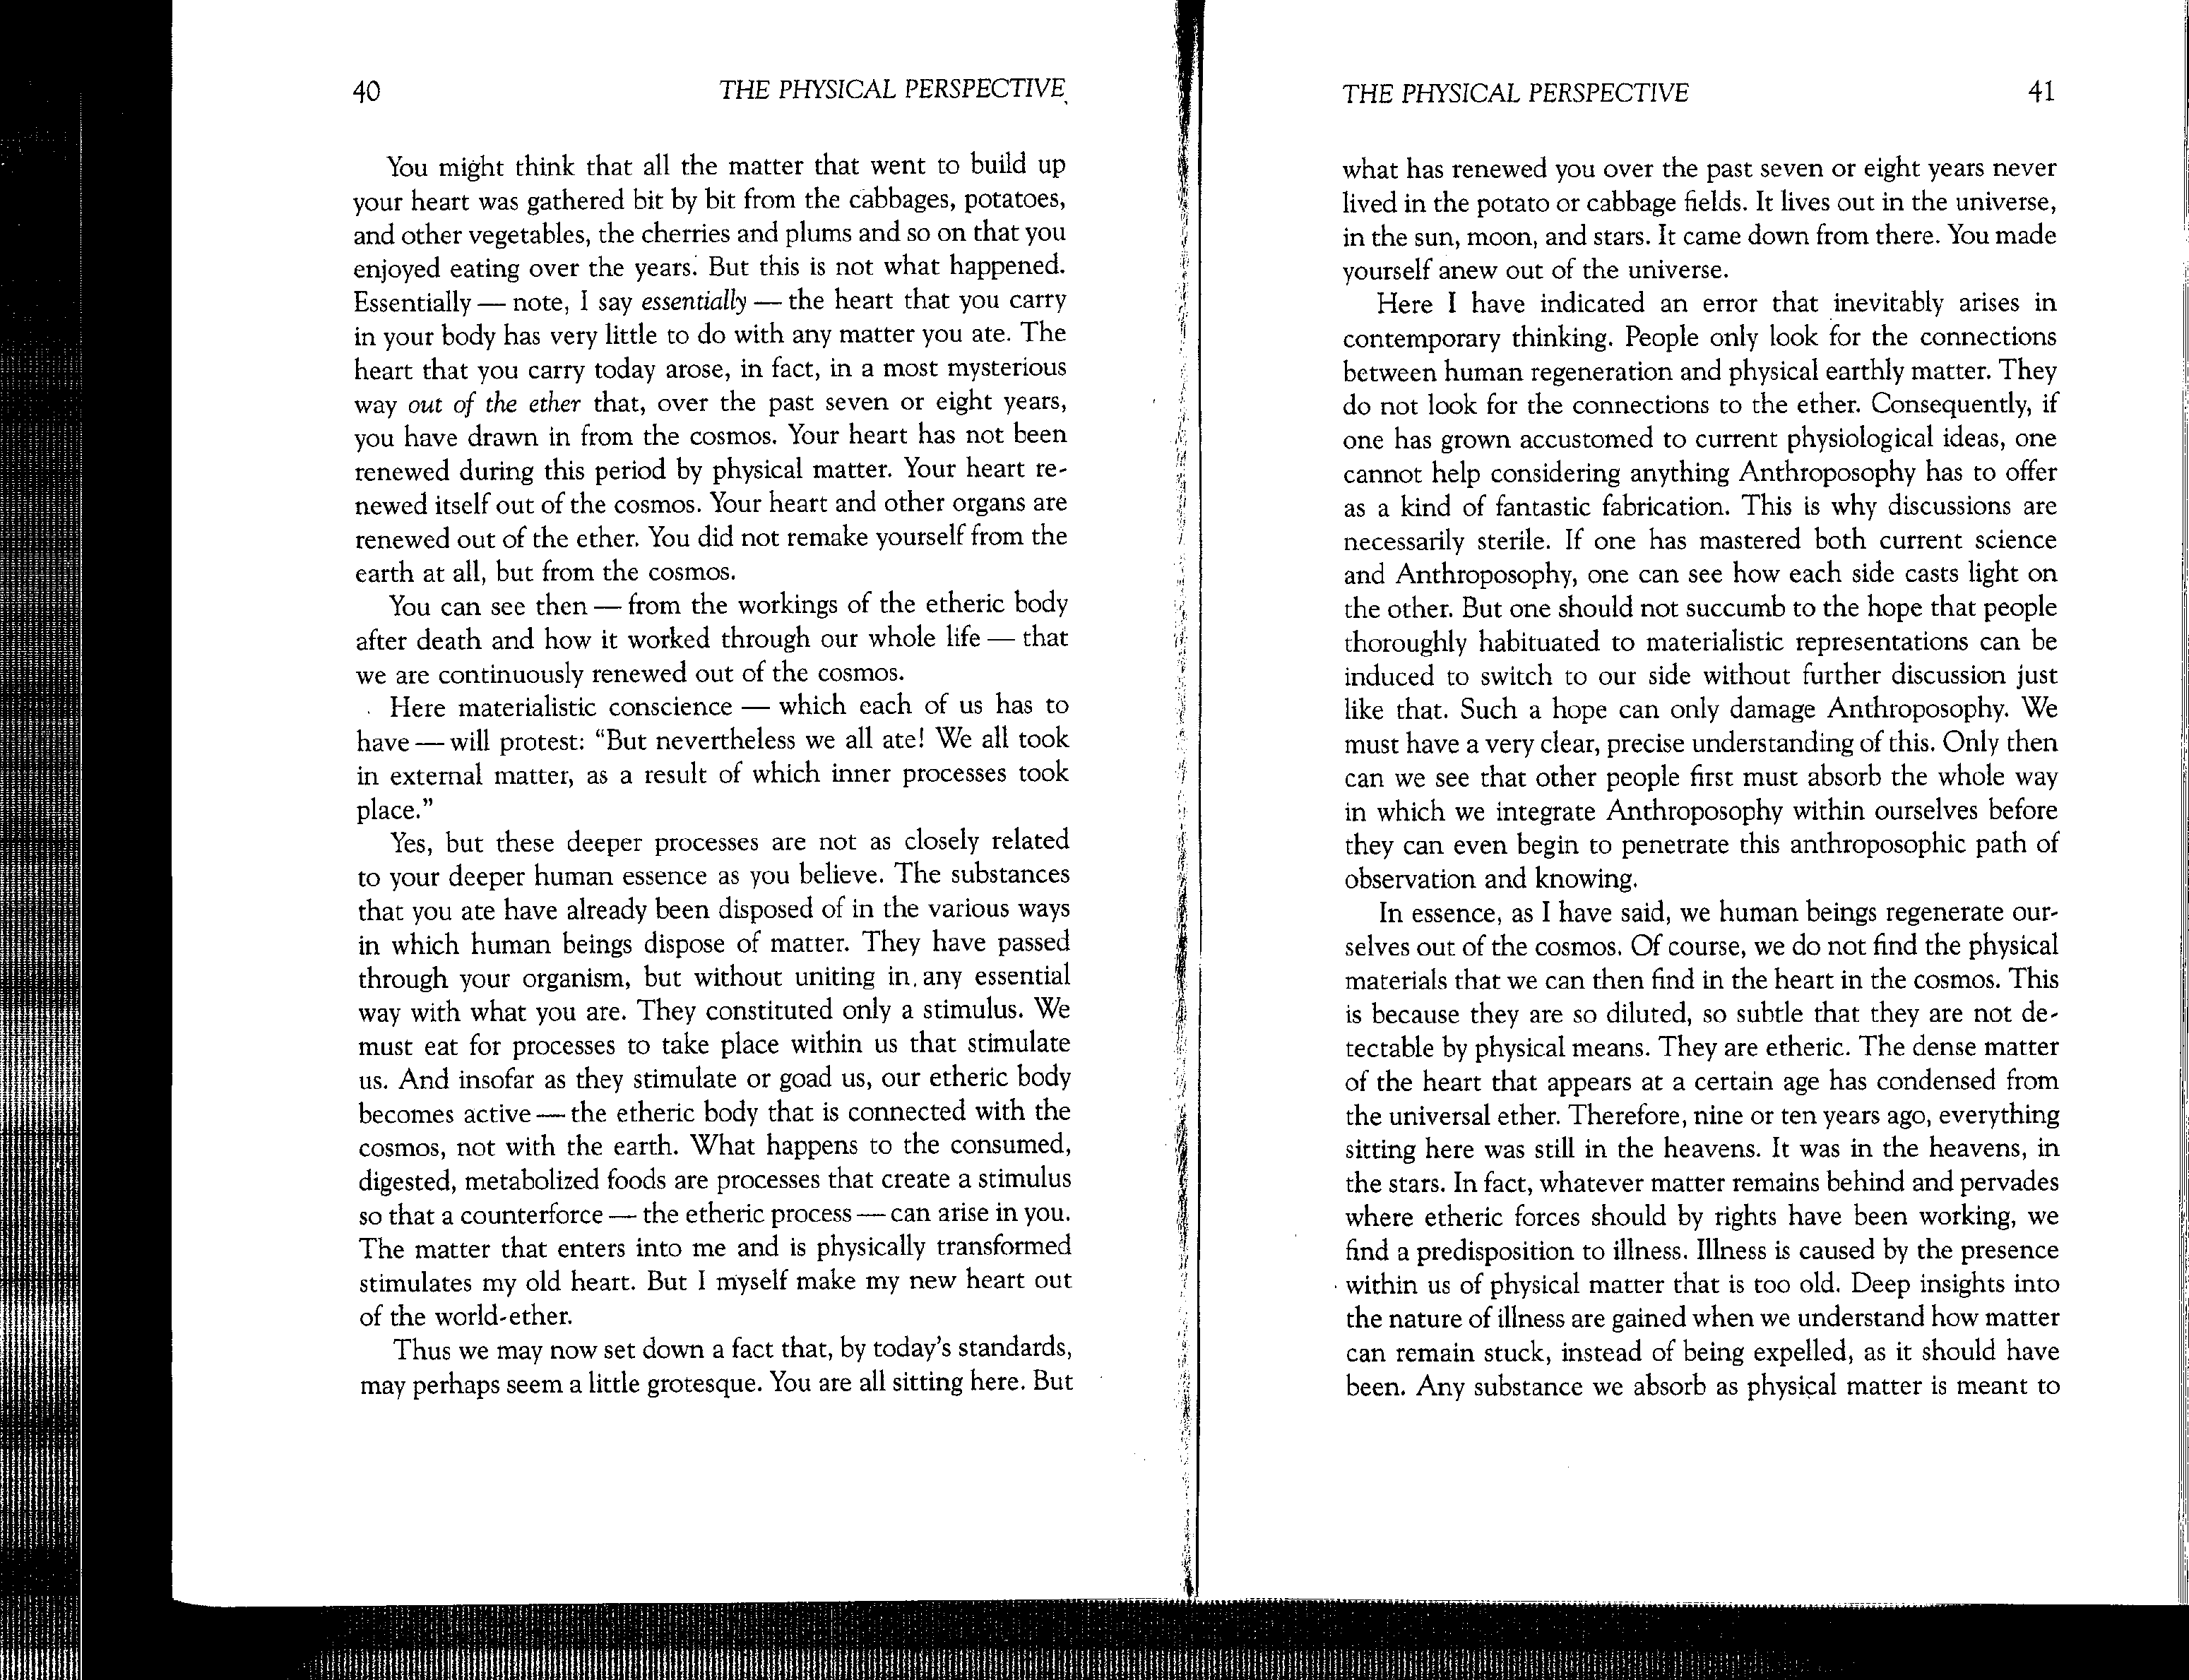 40 THE PHYSICAL PERSPECTIVE
You might think that all the matter that went to build up
your heart was gathered bit by bit from the cabbages, potatoes,
and other vegetables, the cherries and plums and so on that you
enjoyed eating over the years. But this is not what happened.
Essentially — note, I say essentially — the heart that you carry
in your body has very little to do with any matter you ate. The
heart that you carry today arose, in fact, in a most mysterious
way out of the ether that, over the past seven or eight years,
you have drawn in from the cosmos. Your heart has not been
renewed during this period by physical matter. Your heart re-
newed itself out of the cosmos. Your heart and other organs are
renewed out of the ether. You did not remake yourself from the
earth at all, but from the cosmos.
You can see then — from the workings of the etheric body
after death and how it worked through our whole life — that
we are continuously renewed out of the cosmos.
Here materialistic conscience — which each of us has to
have — will protest: “But nevertheless we all ate! We all took
in external matter, as a result of which inner processes took
place.”
Yes, but these deeper processes are not as closely related
to your deeper human essence as you believe. The substances
that you ate have already been disposed of in the various ways
in which human beings dispose of matter. They have passed
through your organism, but without uniting in any essential
way with what you are. They constituted only a stimulus. We
must eat for processes to take place within us that stimulate
us. And insofar as they stimulate or goad us, our etheric body
becomes active — the etheric body that is connected with the
cosmos, not with the earth. What happens to the consumed,
digested, metabolized foods are processes that create a stimulus
so that a counterforce — the etheric process — can arise in you.
The matter that enters into me and is physically transformed
stimulates my old heart. But I myself make my new heart out
of the world-ether.
Thus we may now set down a fact that, by today's standards,
may perhaps seem a little grotesque. You are all sitting here. But
THE PHYSICAL PERSPECTIVE 41
what has renewed you over the past seven or eight years never
lived in the potato or cabbage fields. It lives out in the universe,
in the sun, moon, and stars. It came down from there. You made
yourself anew out of the universe.
Here I have indicated an error that inevitably arises in
contemporary thinking. People only look for the connections
between human regeneration and physical earthly matter. They
do not look for the connections to the ether. Consequently, if
one has grown accustomed to current physiological ideas, one
cannot help considering anything Anthroposophy has to offer
as a kind of fantastic fabrication. This is why discussions are
necessarily sterile. If one has mastered both current science
and Anthroposophy, one can see how each side casts light on
the other. But one should not succumb to the hope that people
thoroughly habituated to materialistic representations can be
induced to switch to our side without further discussion just
like that. Such a hope can only damage Anthroposophy. We
must have a very clear, precise understanding of this. Only then
can we see that other people first must absorb the whole way
in which we integrate Anthroposophy within ourselves before
they can even begin to penetrate this anthroposophic path of
observation and knowing.
In essence, as I have said, we human beings regenerate our-
selves out of the cosmos. Of course, we do not find the physical
materials that we can then find in the heart in the cosmos. This
is because they are so diluted, so subtle that they are not de-
tectable by physical means. They are etheric. The dense matter
of the heart that appears at a certain age has condensed from
the universal ether. Therefore, nine or ten years ago, everything
sitting here was still in the heavens. It was in the heavens, in
the stars. In fact, whatever matter remains behind and pervades
where etheric forces should by rights have been working, we
find a predisposition to illness. Illness is caused by the presence
within us of physical matter that is too old. Deep insights into
the nature of illness are gained when we understand how matter
can remain stuck, instead of being expelled, as it should have
been. Any substance we absorb as physical matter is meant to